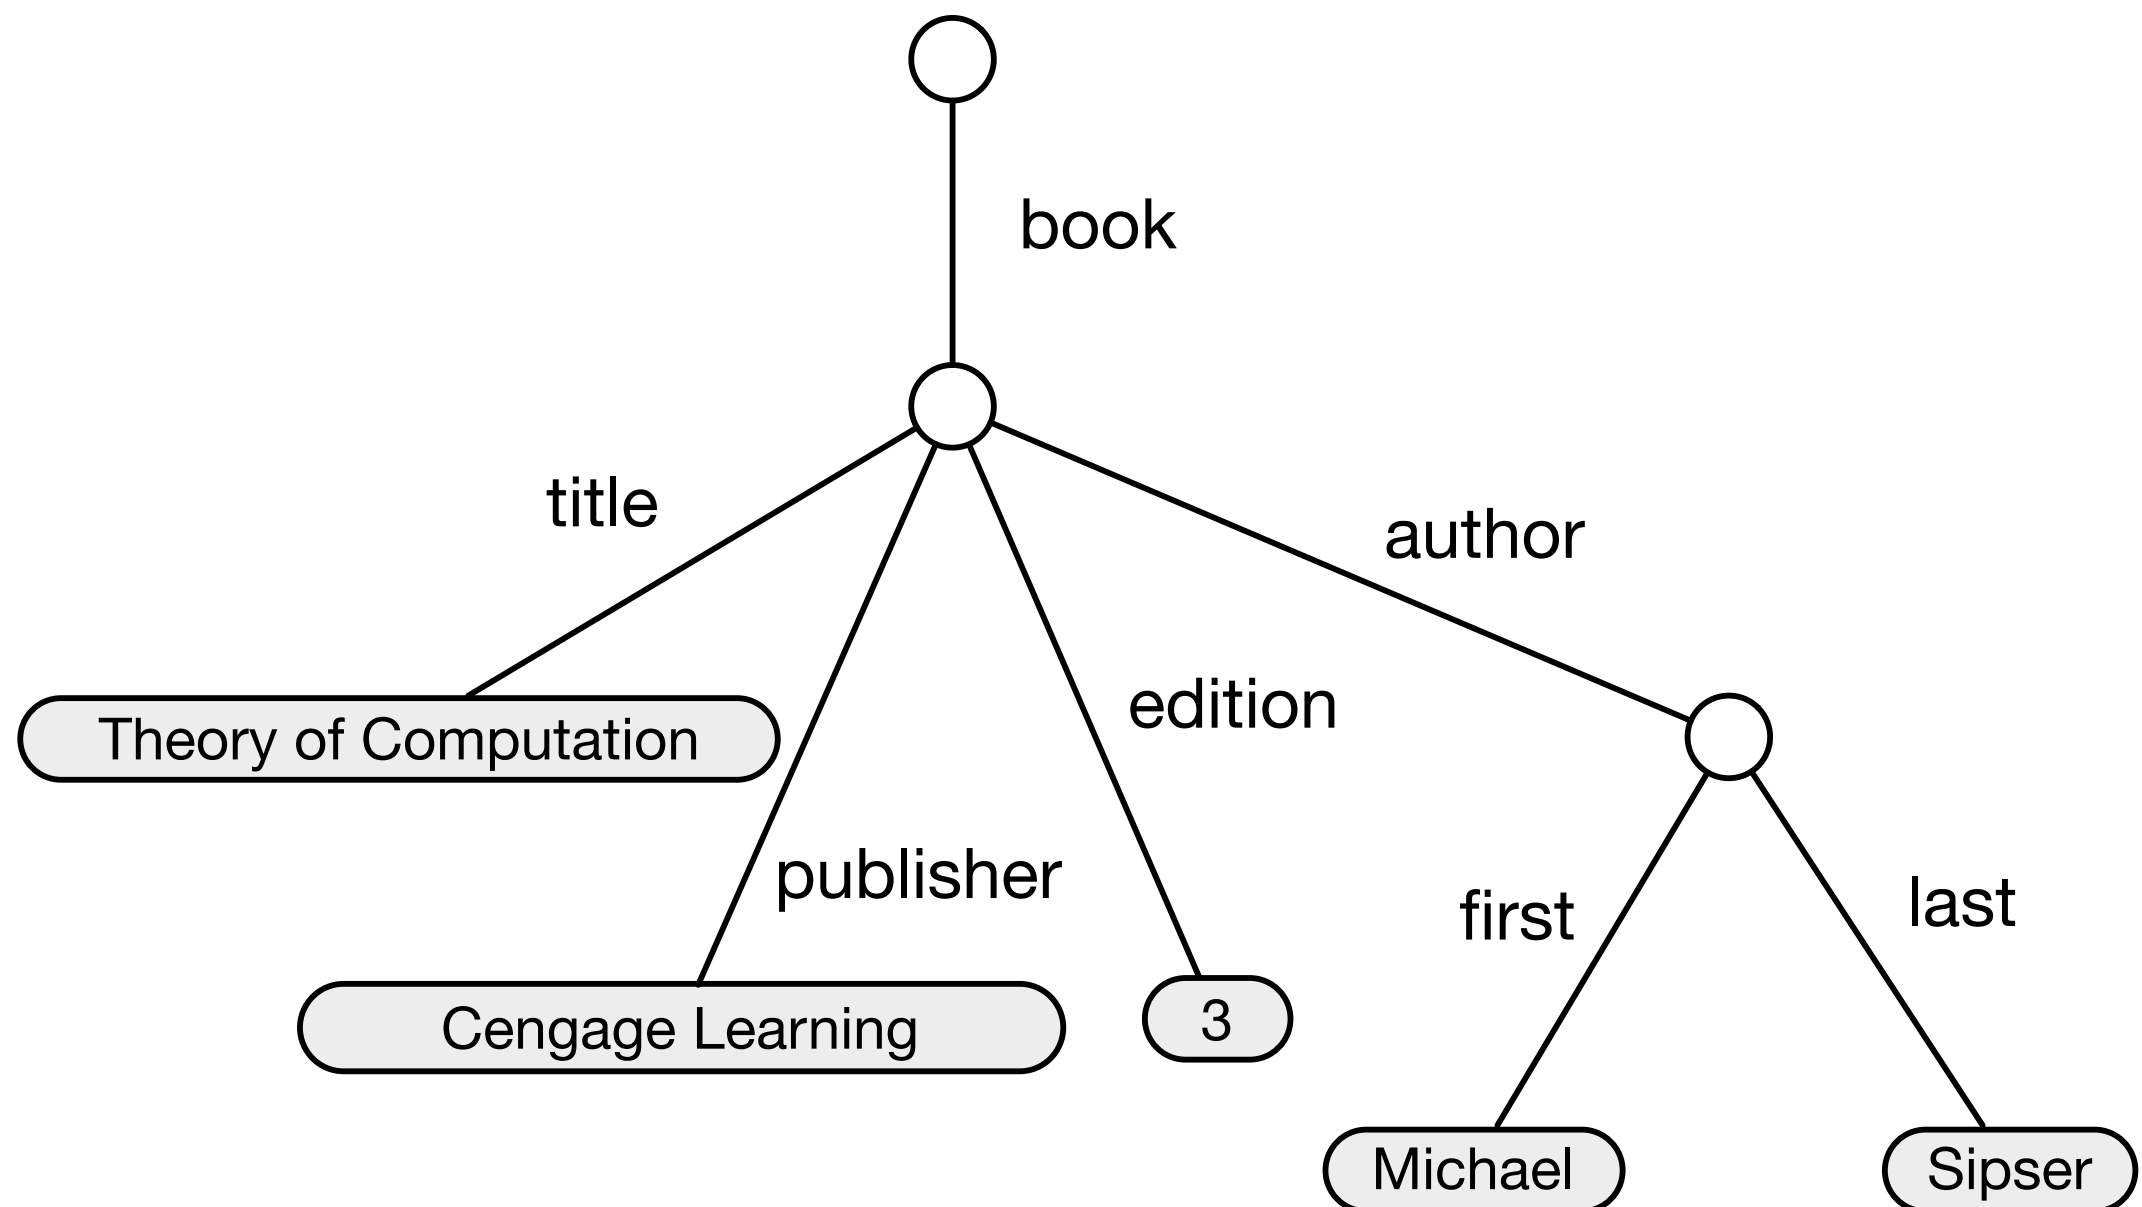 book
title
author
edition
Theory of Computation
publisher
first
last
Cengage Learning
3
Michael
Sipser